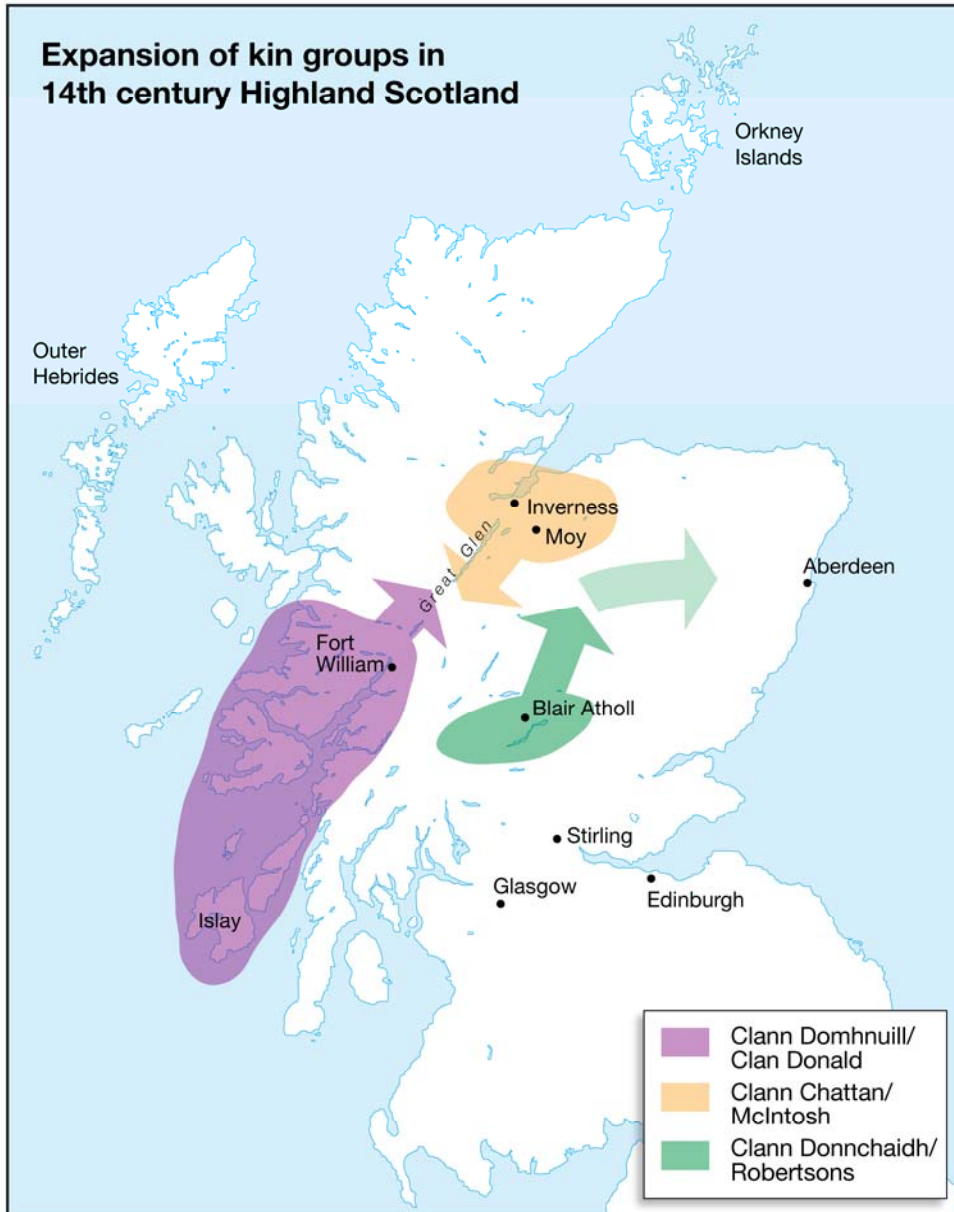 Expansion of kin groups in
14th century Highland Scotland
Orkney
Islands
Outer
Hebrides
Inverness
Moy
Great Glen
Aberdeen
Fort
William
Blair Atholl
Stirling
Glasgow
Edinburgh
Islay
Clann Domhnuill/
Clan Donald
Clann Chattan/
McIntosh
Clann Donnchaidh/
Robertsons